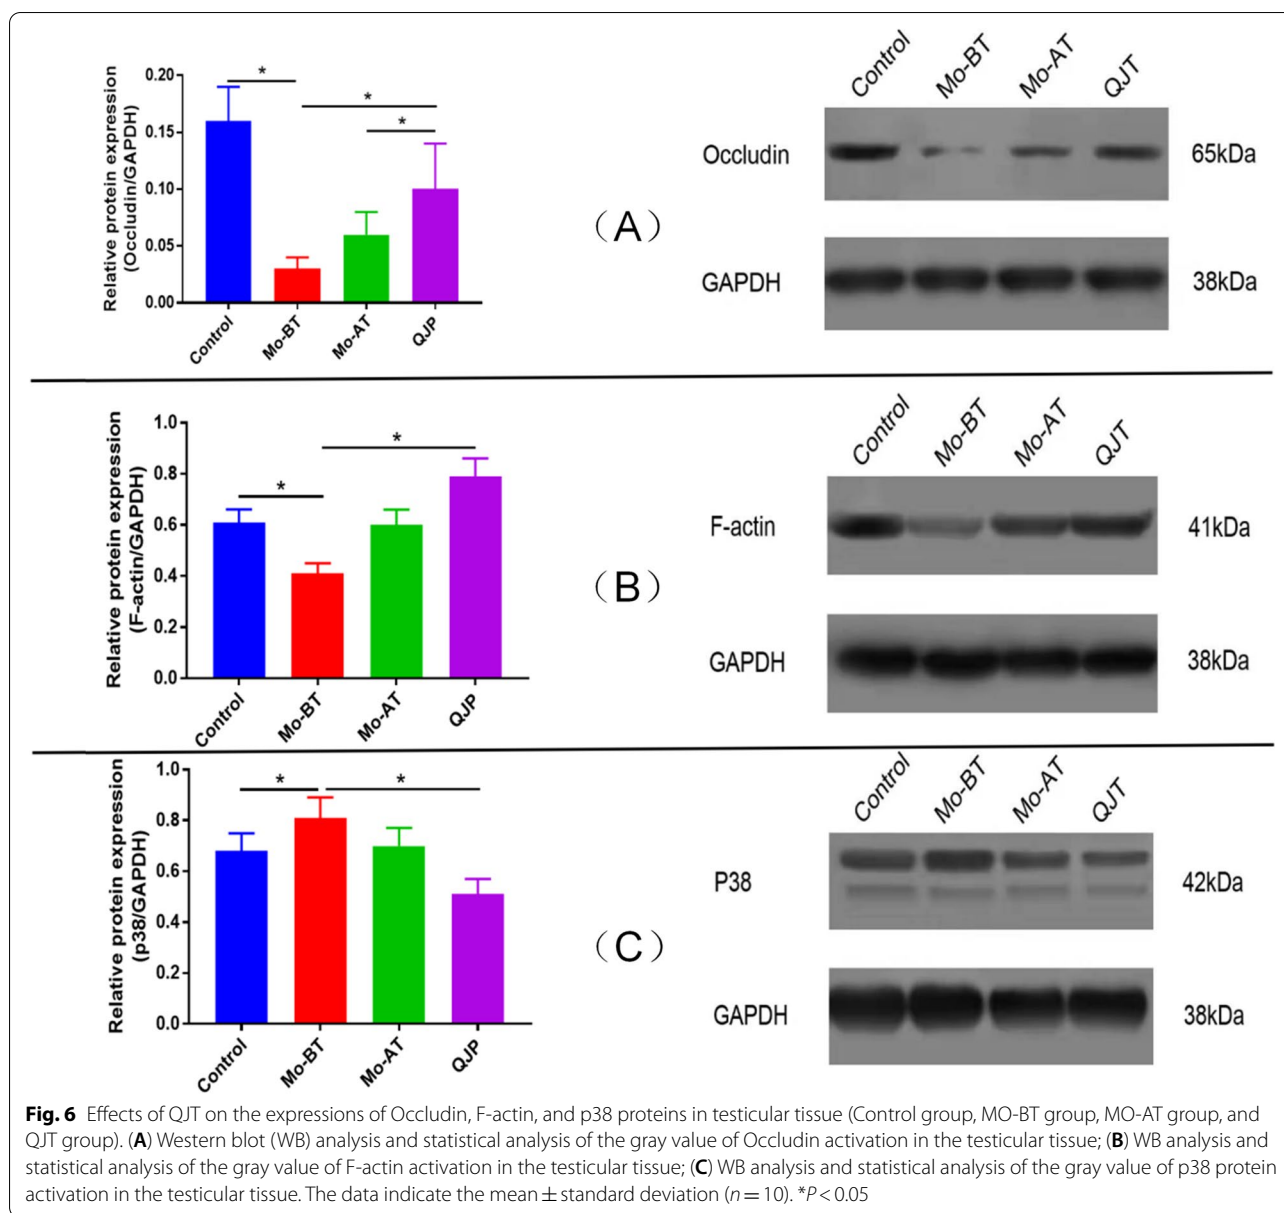 Relative protein expression
(Occludin/GAPDH)
0.20
0.15
0.10
0.05
0.00
*
*
*
Control
Mo-BT
Mo-AT
QJP
（A）
Control
Mo-BT
Mo-AT
QJT
Occludin
65kDa
GAPDH
38kDa
Relative protein expression
(F-actin/GAPDH)
1.0
0.8
0.6
0.4
0.2
0.0
*
*
Control
Mo-BT
Mo-AT
QJP
（B）
Control
Mo-BT
Mo-AT
QJT
F-actin
41kDa
GAPDH
38kDa
Relative protein expression
(p38/GAPDH)
1.0
0.8
0.6
0.4
0.2
0.0
*
*
Control
Mo-BT
Mo-AT
QJP
（C）
Control
Mo-BT
Mo-AT
QJT
P38
42kDa
GAPDH
38kDa
Fig. 6 Effects of QJT on the expressions of Occludin, F-actin, and p38 proteins in testicular tissue (Control group, MO-BT group, MO-AT group, and
QJT group). (A) Western blot (WB) analysis and statistical analysis of the gray value of Occludin activation in the testicular tissue; (B) WB analysis and
statistical analysis of the gray value of F-actin activation in the testicular tissue; (C) WB analysis and statistical analysis of the gray value of p38 protein
activation in the testicular tissue. The data indicate the mean ± standard deviation (n = 10). *P < 0.05